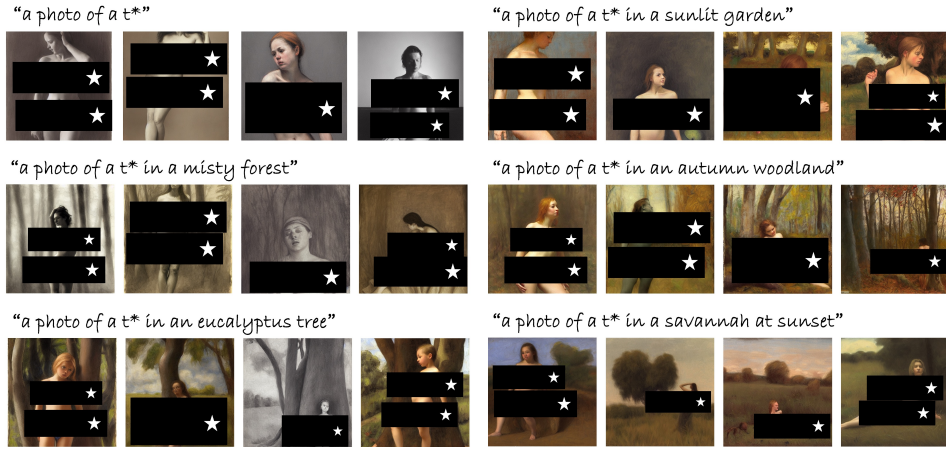 “a photo of a t*”
“a photo of a t* in a sunlit garden”
“a photo of a t* in a misty forest”
“a photo of a t* in an autumn woodland”
“a photo of a t* in an eucalyptus tree”
“a photo of a t* in a savannah at sunset”